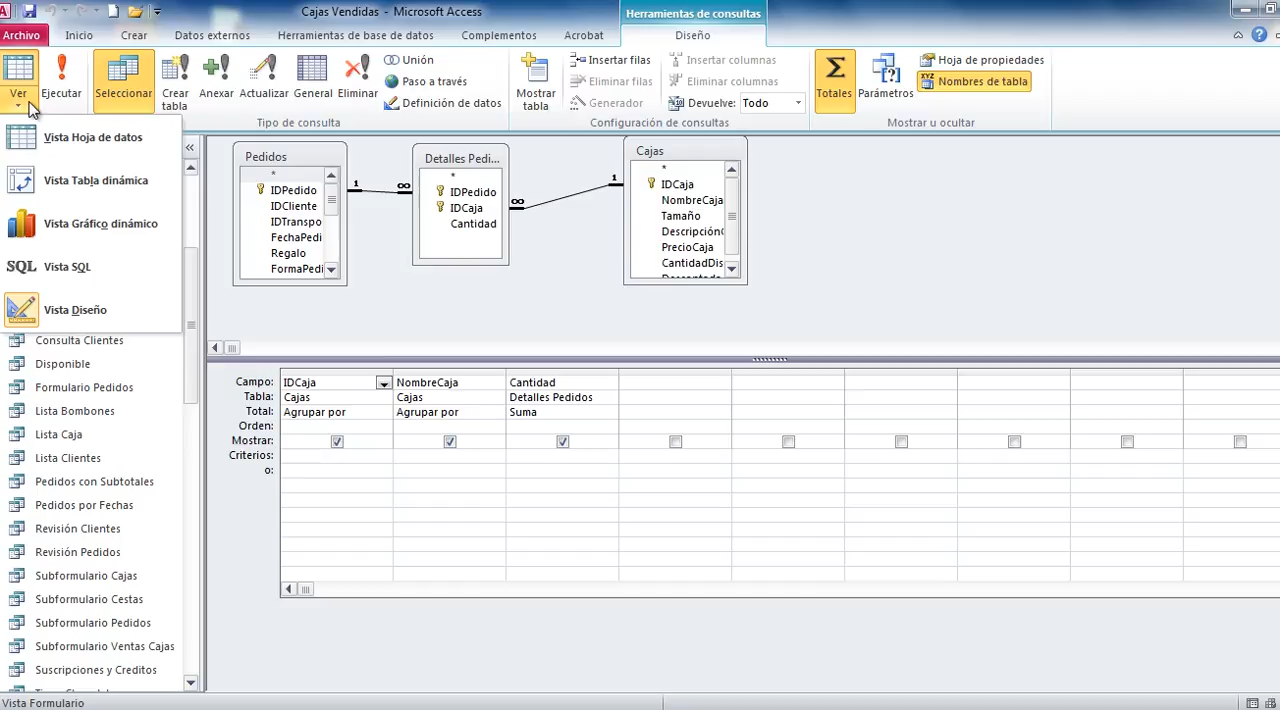 Cajas Vendidas - Microsoft Access
Herramientas de consultas
Archivo
Inicio
Crear
Datos externos
Herramientas de base de datos
Complementos
Acrobat
Diseño
Ver
Ejecutar
Seleccionar
Crear
tabla
Anexar
Actualizar
General
Eliminar
Unión
Paso a través
Definición de datos
Tipo de consulta
Mostrar
tabla
Insertar filas
Eliminar filas
Generador
Insertar columnas
Eliminar columnas
Devuelve: Todo
Configuración de consultas
Totales
Parámetros
Hoja de propiedades
XYZ Nombres de tabla
Mostrar u ocultar
Vista Hoja de datos
Vista Tabla dinámica
Vista Gráfico dinámico
SQL Vista SQL
Vista Diseño
Consulta Clientes
Disponible
Formulario Pedidos
Lista Bombones
Lista Caja
Lista Clientes
Pedidos con Subtotales
Pedidos por Fechas
Revisión Clientes
Revisión Pedidos
Subformulario Cajas
Subformulario Cestas
Subformulario Pedidos
Subformulario Ventas Cajas
Suscripciones y Creditos
Pedidos
*
IDPedido
IDCliente
IDTranspo
FechaPedi
Regalo
FormaPedi
1 ∞
Detalles Pedi...
*
IDPedido
IDCaja
Cantidad
∞ 1
Cajas
*
IDCaja
NombreCaja
Tamaño
Descripción
PrecioCaja
CantidadDis
Campo: IDCaja NombreCaja Cantidad
Tabla: Cajas Cajas Detalles Pedidos
Total: Agrupar por Agrupar por Suma
Orden:
Mostrar:
Criterios:
o:
Vista Formulario